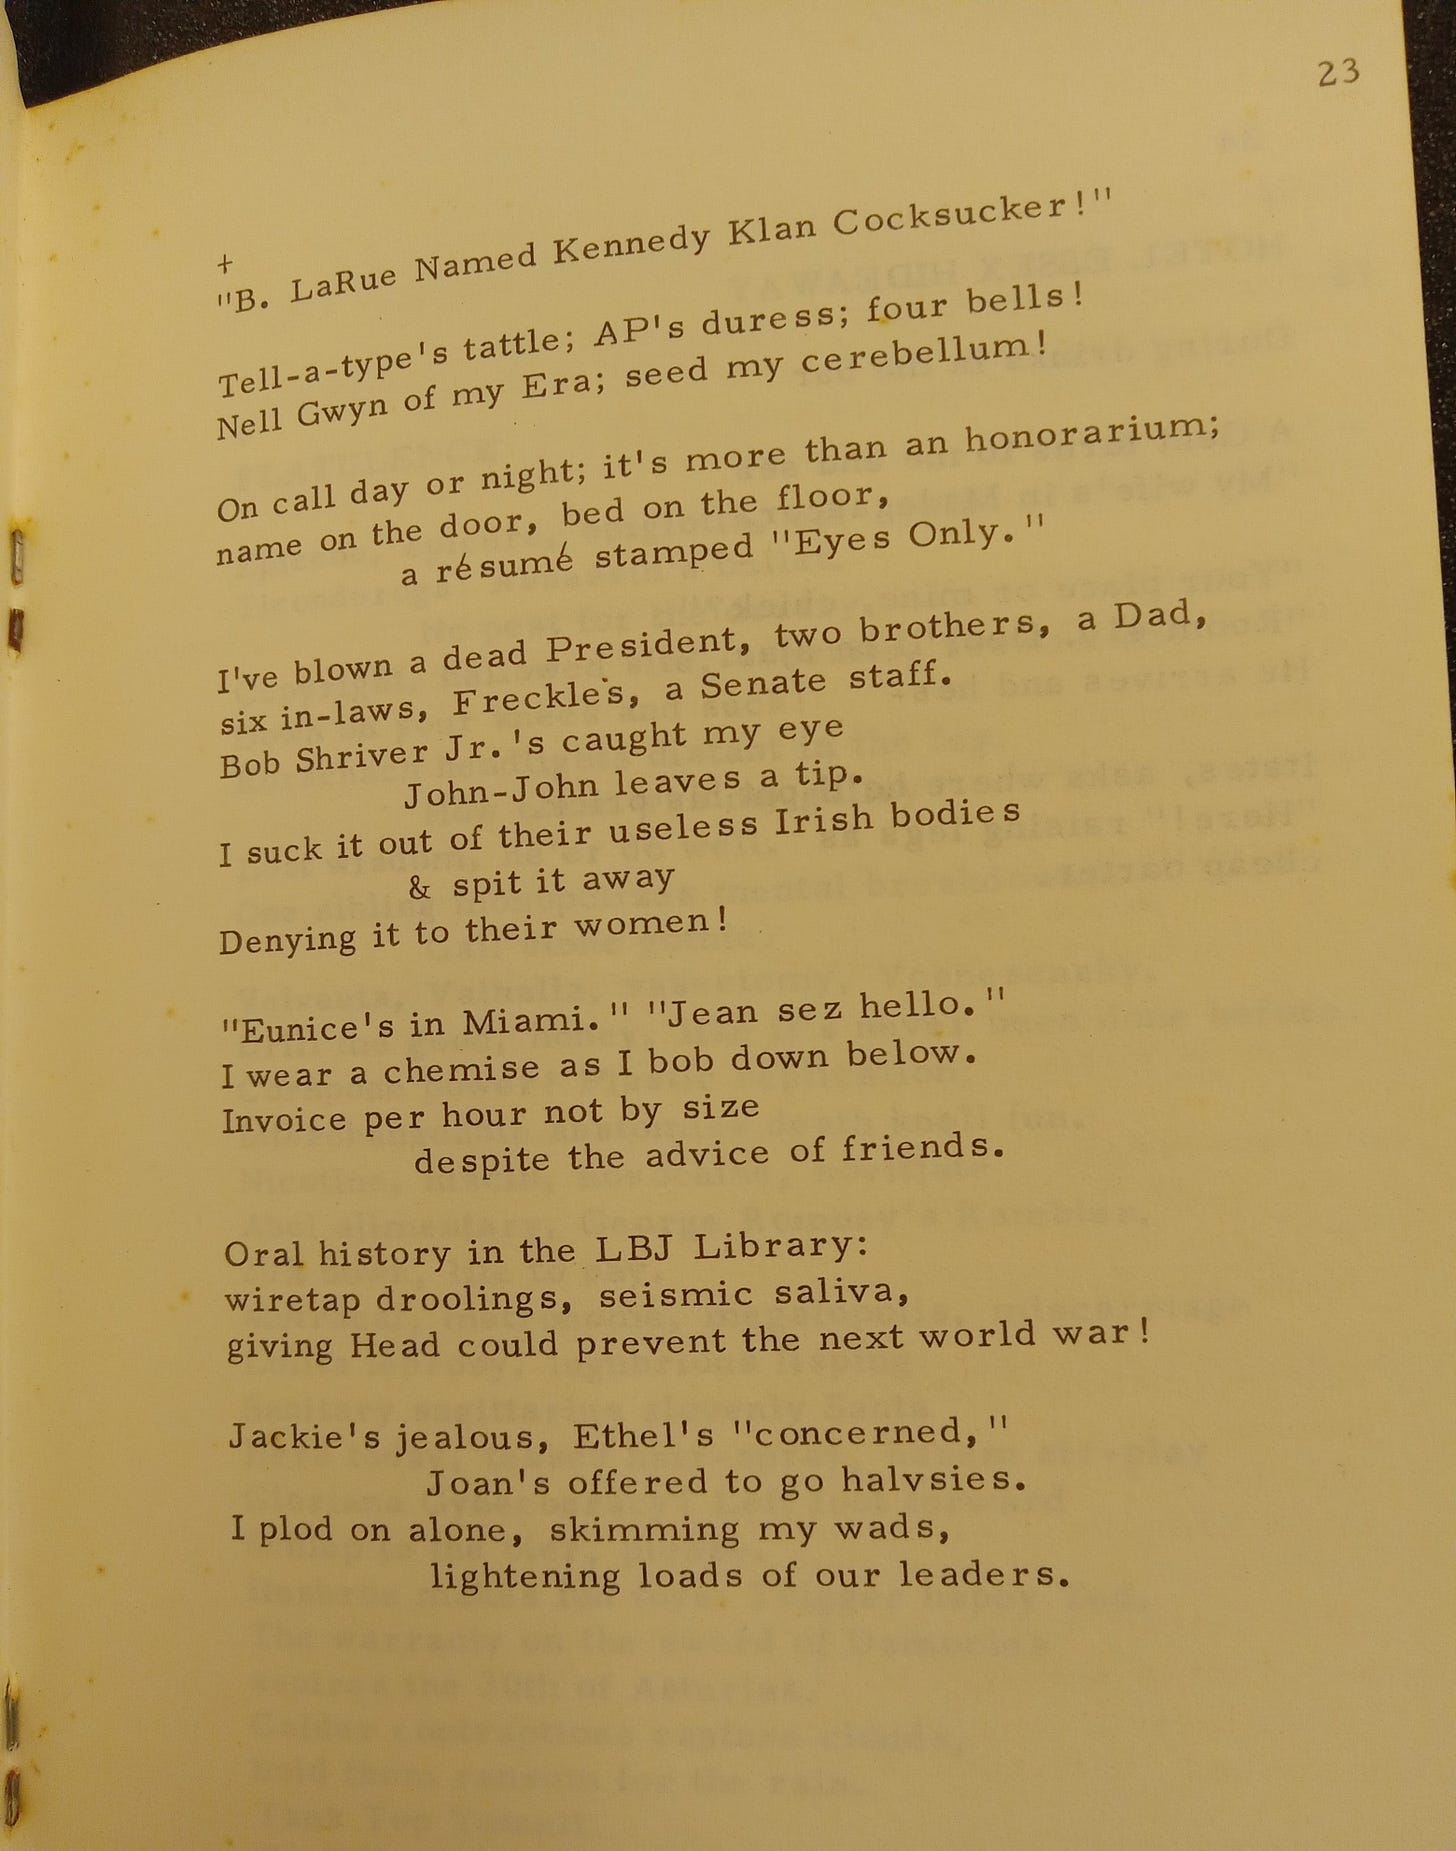 23
+
"B. LaRue Named Kennedy Klan Cocksucker!"
Tell-a-type's tattle; AP's duress; four bells!
Nell Gwyn of my Era; seed my cerebellum!
On call day or night; it's more than an honorarium;
name on the door, bed on the floor,
a résumé stamped "Eyes Only."
I've blown a dead President, two brothers, a Dad,
six in-laws, Freckle's, a Senate staff.
Bob Shriver Jr.'s caught my eye
John-John leaves a tip.
I suck it out of their useless Irish bodies
& spit it away
Denying it to their women!
"Eunice's in Miami." "Jean sez hello."
I wear a chemise as I bob down below.
Invoice per hour not by size
despite the advice of friends.
Oral history in the LBJ Library:
wiretap droolings, seismic saliva,
giving Head could prevent the next world war!
Jackie's jealous, Ethel's "concerned,"
Joan's offered to go halvsies.
I plod on alone, skimming my wads,
lightening loads of our leaders.